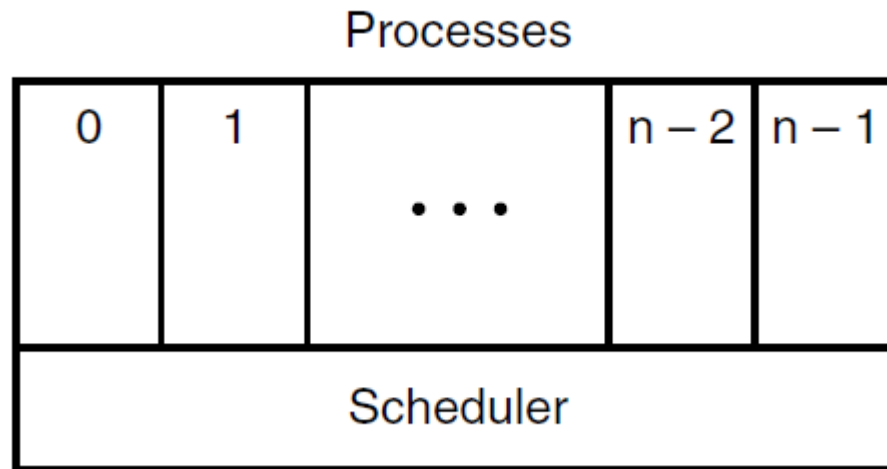 Processes
0 1 • • • n – 2 n – 1
Scheduler